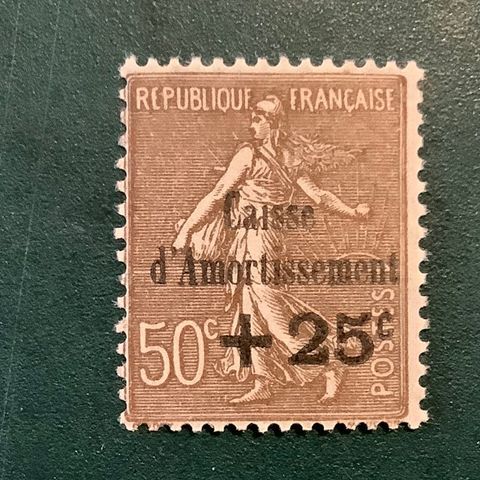 REPUBLIQUE FRANÇAISE
Caisse
d'Amortissement
50c + 25c
POSTES